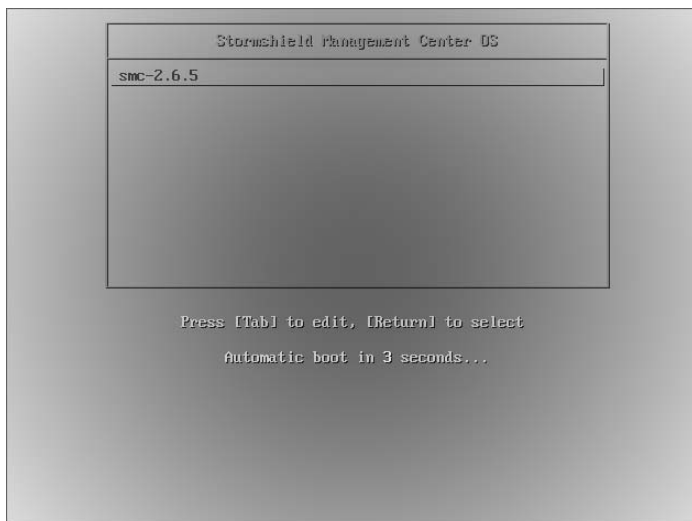 Stormshield Management Center OS
smc-2.6.5
Press [Tab] to edit, [Return] to select
Automatic boot in 3 seconds...